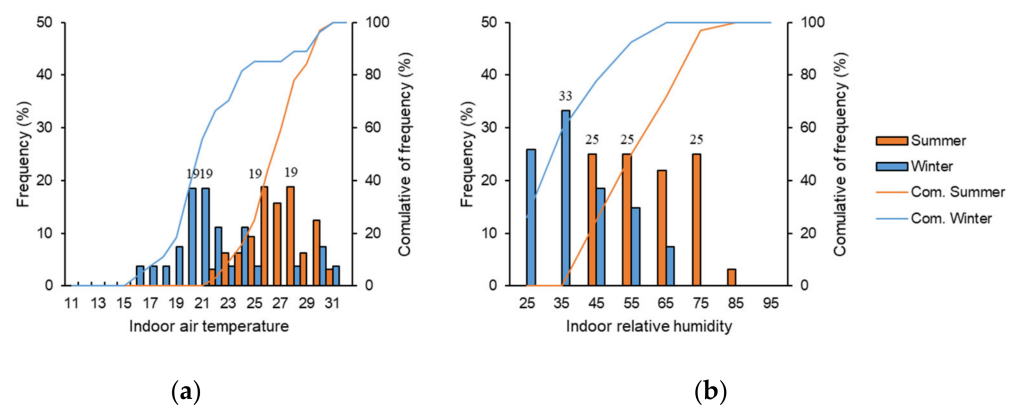 50
40
30
20
10
0
Frequency (%)
100
80
60
40
20
0
Comulative of frequency (%)
19 19 19 19
11 13 15 17 19 21 23 25 27 29 31
Indoor air temperature
(a)
50
40
30
20
10
0
Frequency (%)
100
80
60
40
20
0
Comulative of frequency (%)
33
25 25 25
25 35 45 55 65 75 85 95
Indoor relative humidity
(b)
Summer
Winter
Com. Summer
Com. Winter